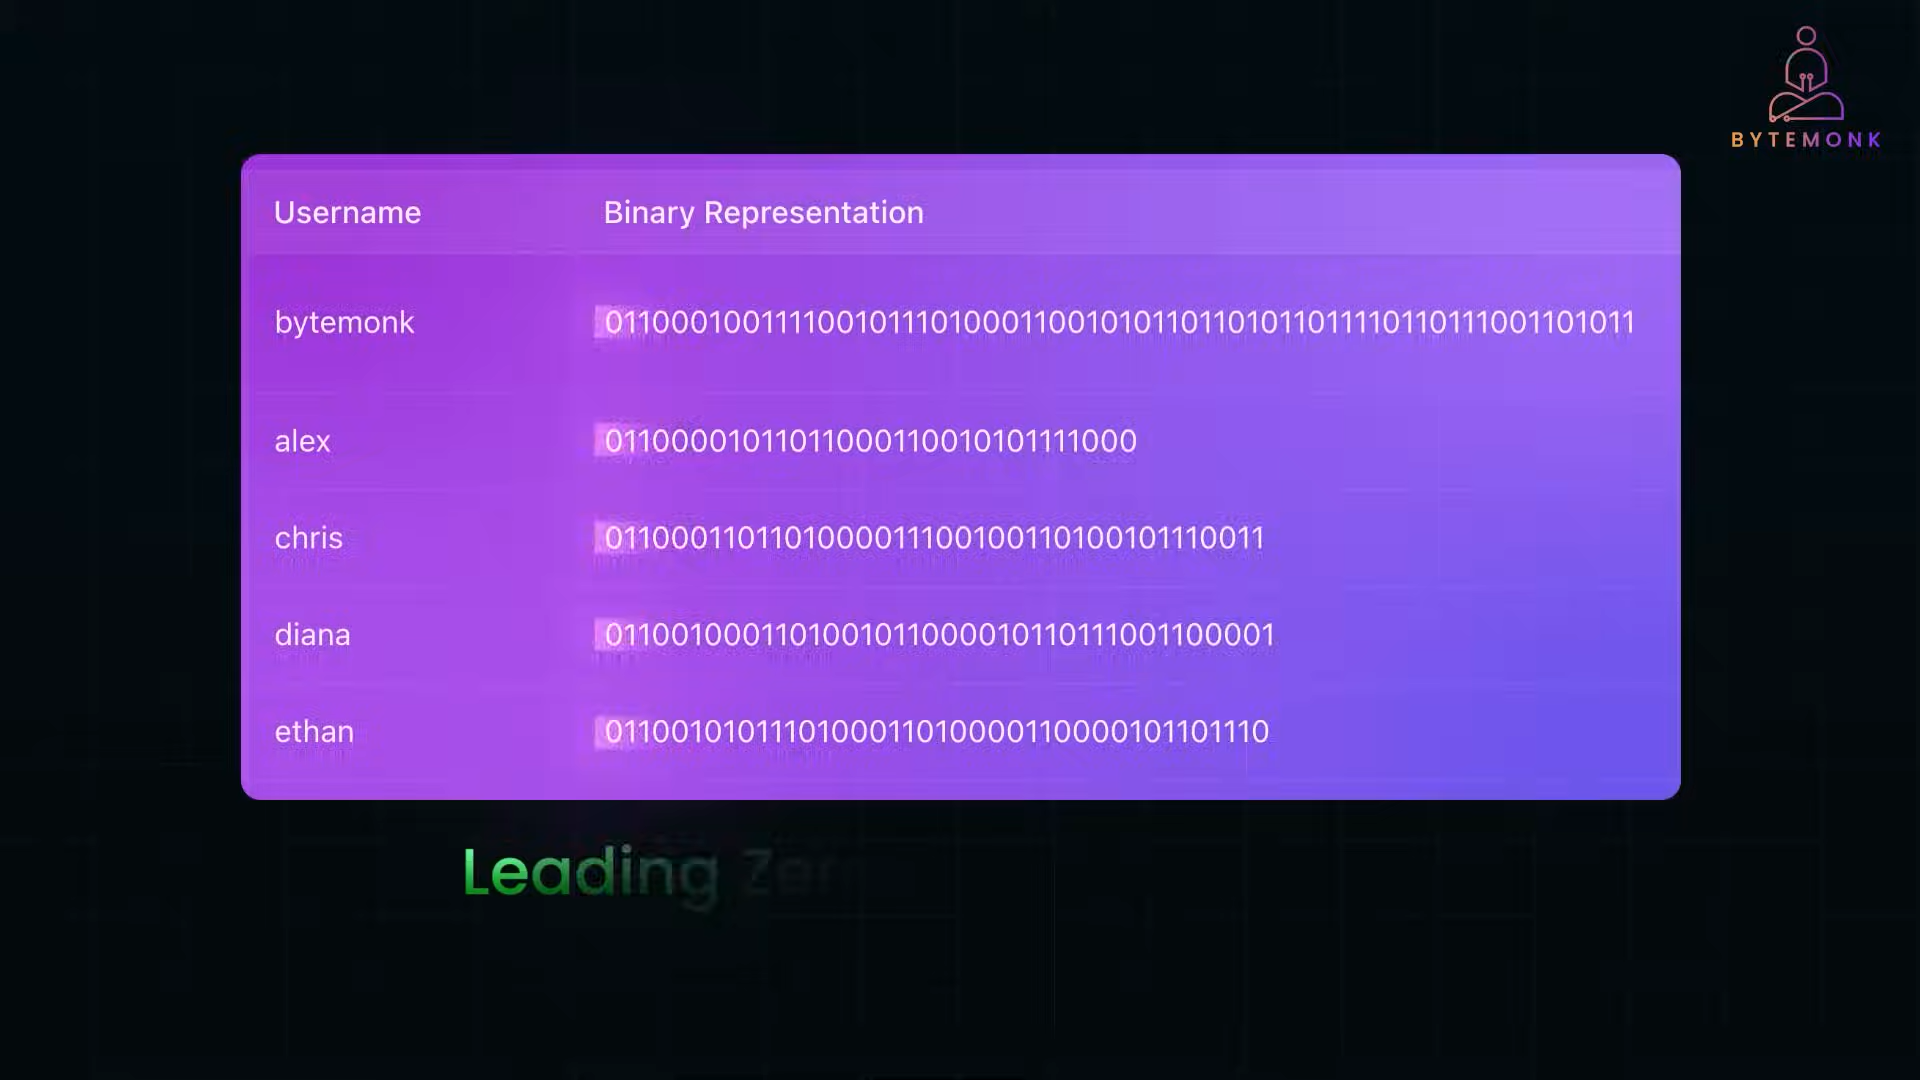 BYTEMONK
Username Binary Representation
bytemonk 0110001001111001011101000110010101101101011011110110111001101011
alex 01100001011011000110010101111000
chris 0110001101101000011100100110100101110011
diana 0110010001101001011000010110111001100001
ethan 0110010101110100011010000110000101101110
Leading